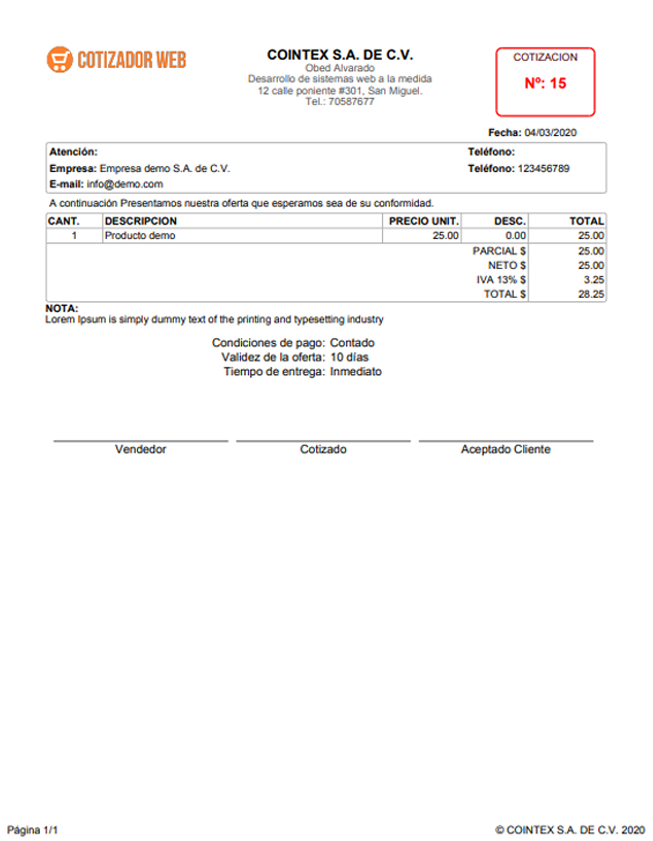 COTIZADOR WEB
COINTEX S.A. DE C.V.
Obed Alvarado
Desarrollo de sistemas web a la medida
12 calle poniente #301, San Miguel.
Tel.: 70587677
COTIZACION
Nº: 15
Fecha: 04/03/2020
Atención: Teléfono:
Empresa: Empresa demo S.A. de C.V. Teléfono: 123456789
E-mail: info@demo.com
A continuación Presentamos nuestra oferta que esperamos sea de su conformidad.
CANT. DESCRIPCION PRECIO UNIT. DESC. TOTAL
1 Producto demo 25.00 0.00 25.00
PARCIAL $ 25.00
NETO $ 25.00
IVA 13% $ 3.25
TOTAL $ 28.25
NOTA:
Lorem Ipsum is simply dummy text of the printing and typesetting industry
Condiciones de pago: Contado
Validez de la oferta: 10 días
Tiempo de entrega: Inmediato
Vendedor Cotizado Aceptado Cliente
Página 1/1 © COINTEX S.A. DE C.V. 2020